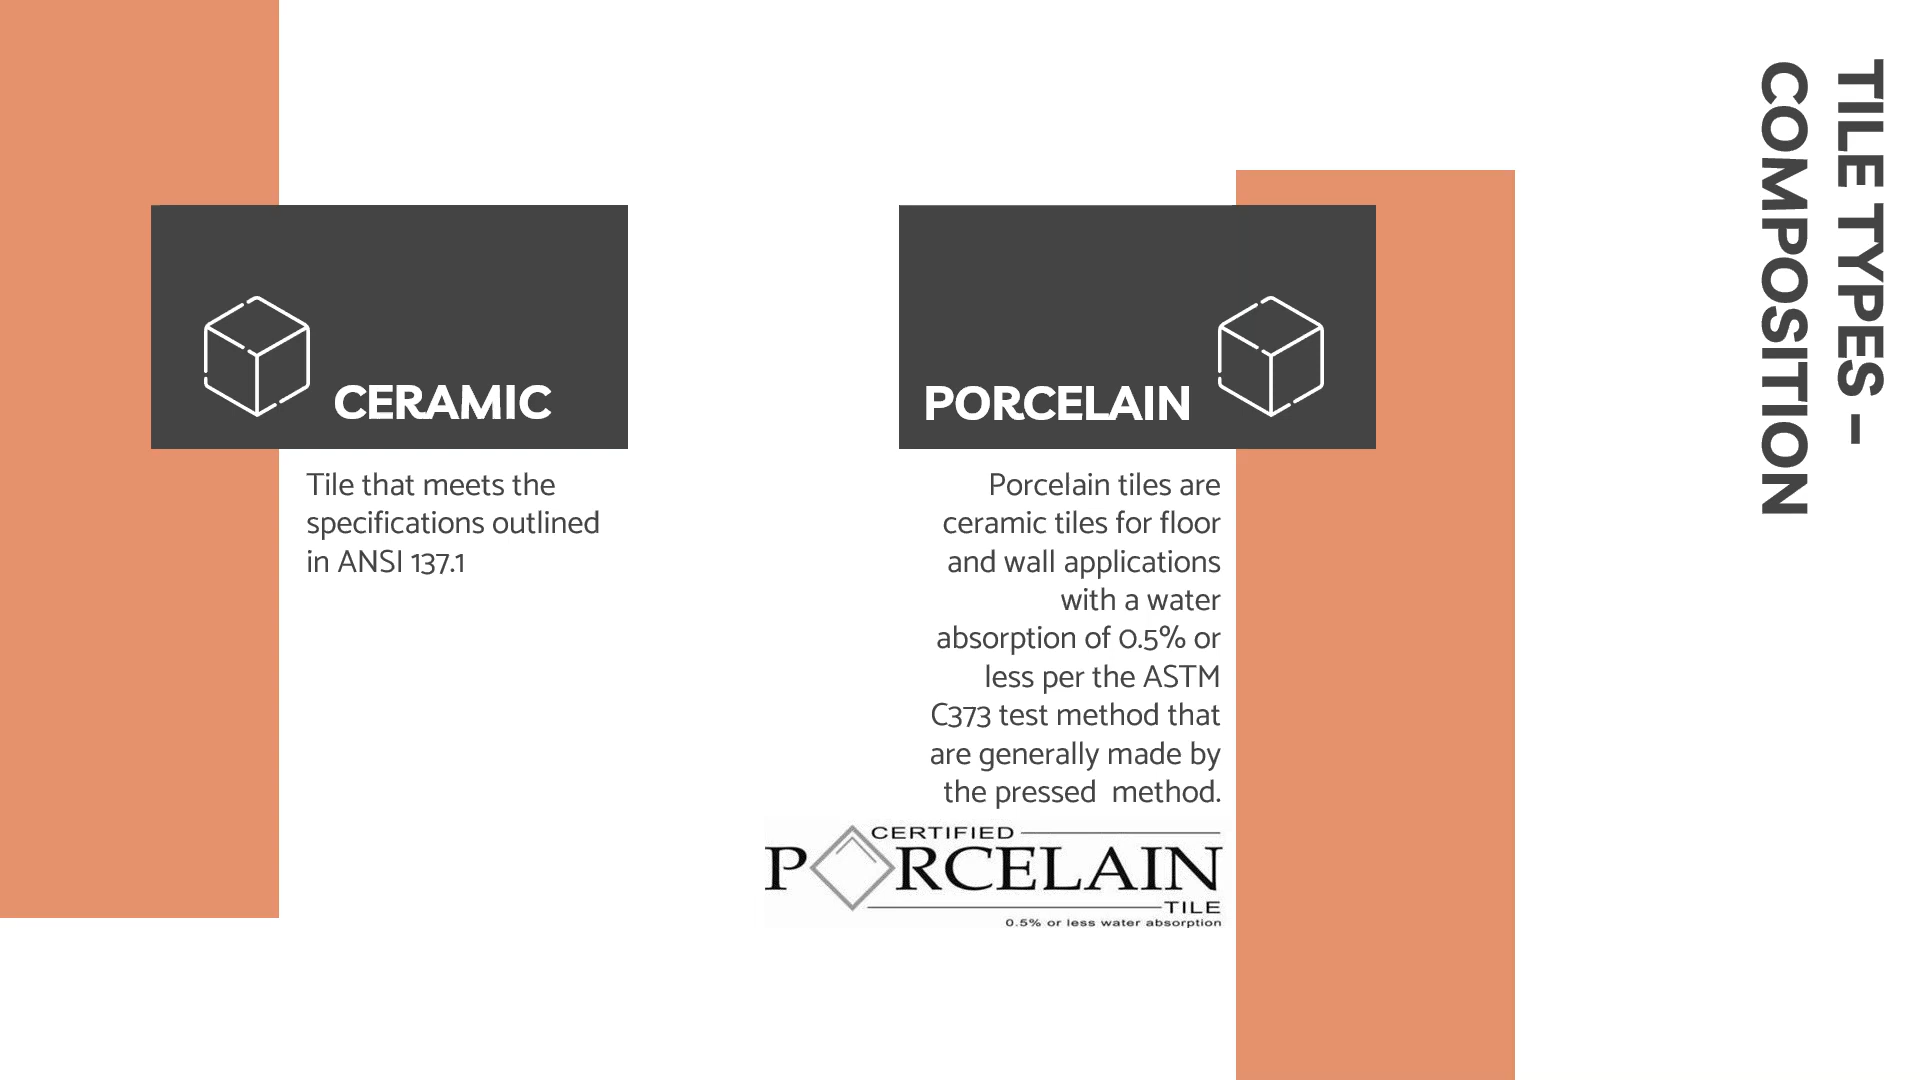 TILE TYPES –
COMPOSITION
CERAMIC
Tile that meets the
specifications outlined
in ANSI 137.1
PORCELAIN
Porcelain tiles are
ceramic tiles for floor
and wall applications
with a water
absorption of 0.5% or
less per the ASTM
C373 test method that
are generally made by
the pressed  method.
CERTIFIED
PORCELAIN
TILE
0.5% or less water absorption